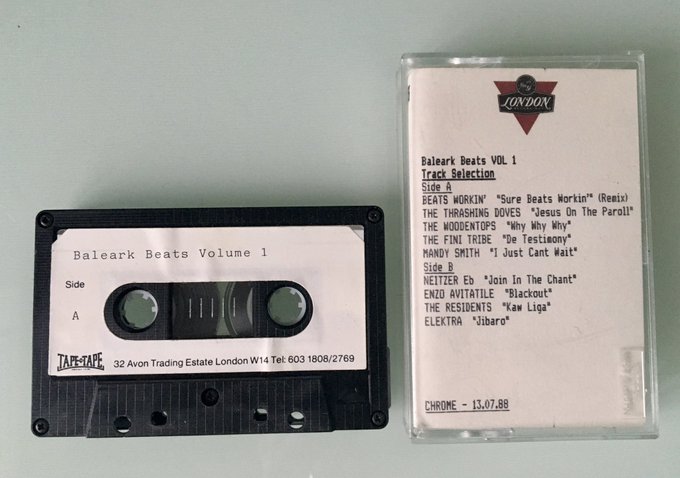 Baleark Beats Volume 1
Side
A
TAPE TO TAPE
32 Avon Trading Estate London W14 Tel: 603 1808/2769
LONDON
Baleark Beats VOL 1
Track Selection
Side A
BEATS WORKIN' "Sure Beats Workin'" (Remix)
THE THRASHING DOVES "Jesus On The Paroll"
THE WOODENTOPS "Why Why Why"
THE FINI TRIBE "De Testimony"
MANDY SMITH "I Just Cant Wait"
Side B
NEITZER Eb "Join In The Chant"
ENZO AVITATILE "Blackout"
THE RESIDENTS "Kaw Liga"
ELEKTRA "Jibaro"
CHROME - 13.07.88